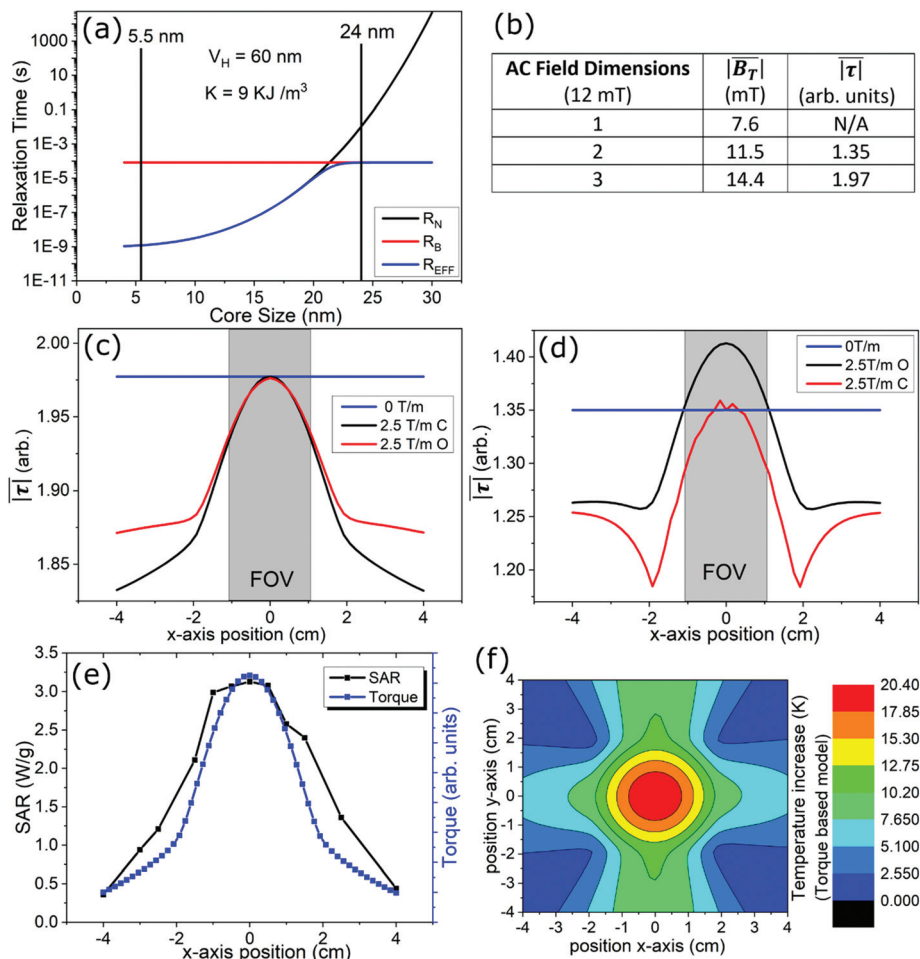 (a)
5.5 nm
24 nm
V_H = 60 nm
K = 9 KJ /m³
Relaxation Time (s)
5000
50
0.1
1E-3
1E-5
1E-7
1E-9
1E-11
0 5 10 15 20 25 30
Core Size (nm)
R_N
R_B
R_EFF
(b)
AC Field Dimensions |B_T| |τ|
(12 mT) (mT) (arb. units)
1 7.6 N/A
2 11.5 1.35
3 14.4 1.97
(c)
|τ| (arb.)
2.00
1.95
1.90
1.85
0 T/m
2.5 T/m C
2.5 T/m O
FOV
-4 -2 0 2 4
x-axis position (cm)
(d)
|τ| (arb.)
1.40
1.35
1.30
1.25
1.20
0T/m
2.5T/m O
2.5T/m C
FOV
-4 -2 0 2 4
x-axis position (cm)
(e)
SAR (W/g)
3.5
3.0
2.5
2.0
1.5
1.0
0.5
0.0
SAR
Torque
Torque (arb. units)
-4 -2 0 2 4
x-axis position (cm)
(f)
position y-axis (cm)
4
3
2
1
0
-1
-2
-3
-4
-4 -3 -2 -1 0 1 2 3 4
position x-axis (cm)
Temperature increase (K)
(Torque based model)
20.40
17.85
15.30
12.75
10.20
7.650
5.100
2.550
0.000